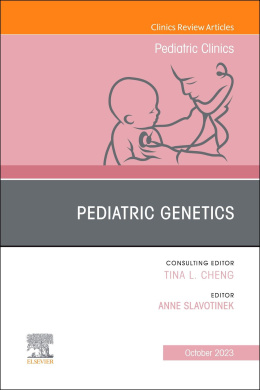 Clinics Review Articles
Pediatric Clinics
PEDIATRIC GENETICS
CONSULTING EDITOR
TINA L. CHENG
EDITOR
ANNE SLAVOTINEK
ELSEVIER
October 2023